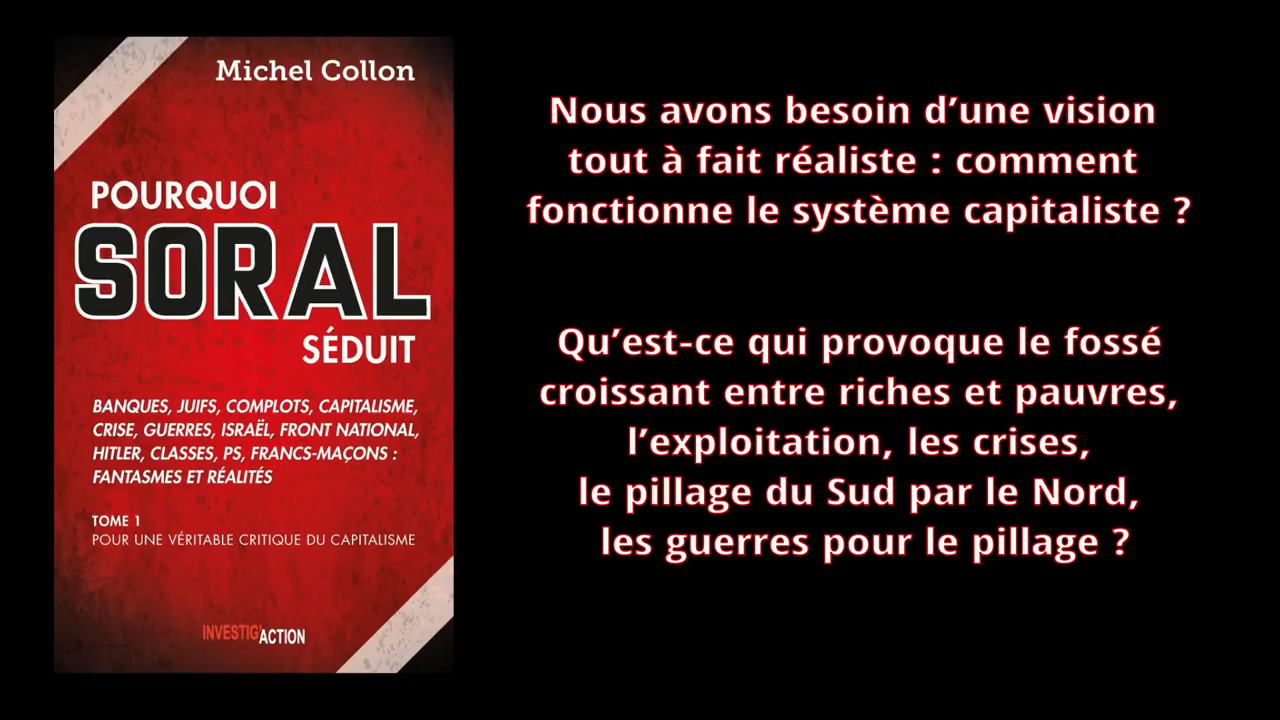 Michel Collon
POURQUOI
SORAL
SÉDUIT
BANQUES, JUIFS, COMPLOTS, CAPITALISME,
CRISE, GUERRES, ISRAËL, FRONT NATIONAL,
HITLER, CLASSES, PS, FRANCS-MAÇONS :
FANTASMES ET RÉALITÉS
TOME 1
POUR UNE VÉRITABLE CRITIQUE DU CAPITALISME
INVESTIG'ACTION
Nous avons besoin d’une vision
tout à fait réaliste : comment
fonctionne le système capitaliste ?
Qu’est-ce qui provoque le fossé
croissant entre riches et pauvres,
l’exploitation, les crises,
le pillage du Sud par le Nord,
les guerres pour le pillage ?